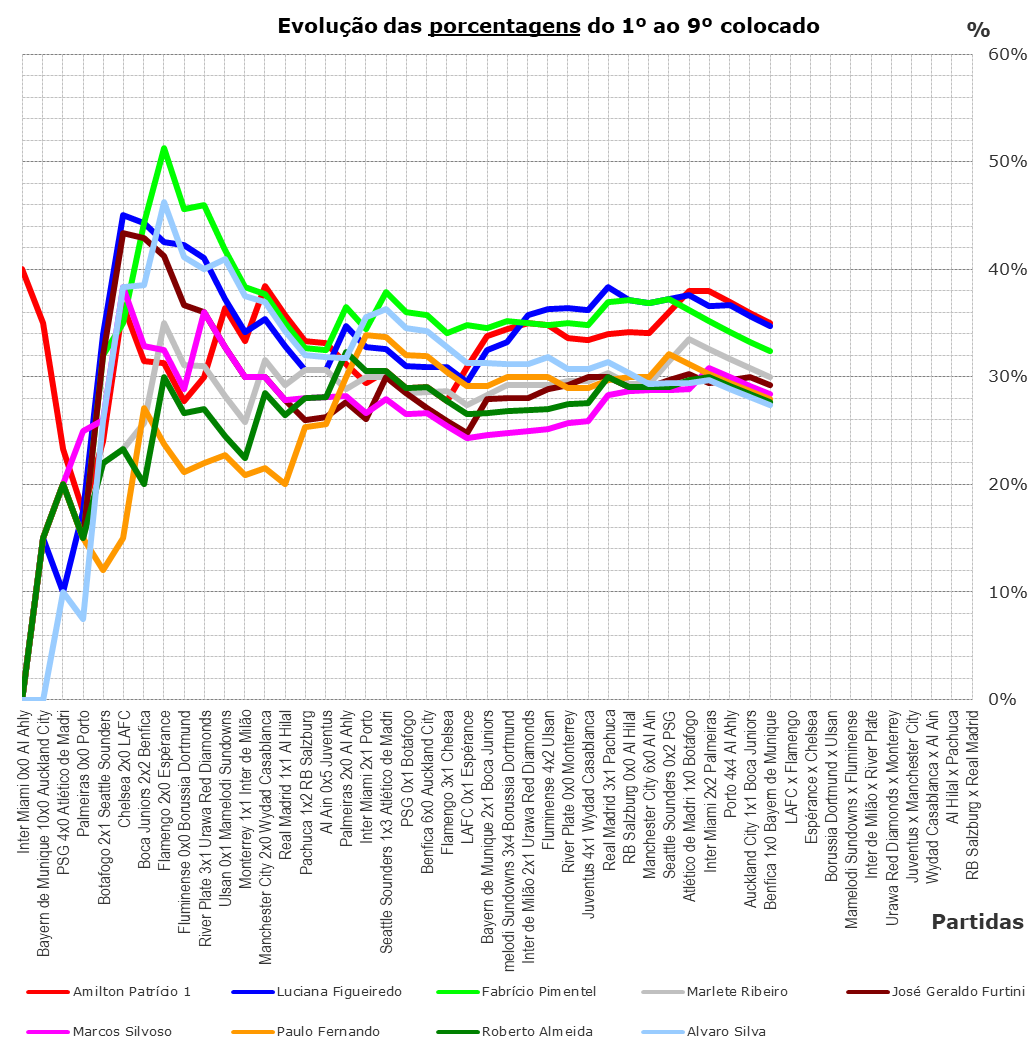 Evolução das porcentagens do 1º ao 9º colocado
%
60%
50%
40%
30%
20%
10%
0%
Inter Miami 0x0 Al Ahly
Bayern de Munique 10x0 Auckland City
PSG 4x0 Atlético de Madri
Palmeiras 0x0 Porto
Botafogo 2x1 Seattle Sounders
Chelsea 2x0 LAFC
Boca Juniors 2x2 Benfica
Flamengo 2x0 Espérance
Fluminense 0x0 Borussia Dortmund
River Plate 3x1 Urawa Red Diamonds
Ulsan 0x1 Mamelodi Sundowns
Monterrey 1x1 Inter de Milão
Manchester City 2x0 Wydad Casablanca
Real Madrid 1x1 Al Hilal
Pachuca 1x2 RB Salzburg
Al Ain 0x5 Juventus
Palmeiras 2x0 Al Ahly
Inter Miami 2x1 Porto
Seattle Sounders 1x3 Atlético de Madri
PSG 0x1 Botafogo
Benfica 6x0 Auckland City
Flamengo 3x1 Chelsea
LAFC 0x1 Espérance
Bayern de Munique 2x1 Boca Juniors
melodi Sundowns 3x4 Borussia Dortmund
Inter de Milão 2x1 Urawa Red Diamonds
Fluminense 4x2 Ulsan
River Plate 0x0 Monterrey
Juventus 4x1 Wydad Casablanca
Real Madrid 3x1 Pachuca
RB Salzburg 0x0 Al Hilal
Manchester City 6x0 Al Ain
Seattle Sounders 0x2 PSG
Atlético de Madri 1x0 Botafogo
Inter Miami 2x2 Palmeiras
Porto 4x4 Al Ahly
Auckland City 1x1 Boca Juniors
Benfica 1x0 Bayern de Munique
LAFC x Flamengo
Espérance x Chelsea
Borussia Dortmund x Ulsan
Mamelodi Sundowns x Fluminense
Inter de Milão x River Plate
Urawa Red Diamonds x Monterrey
Juventus x Manchester City
Wydad Casablanca x Al Ain
Al Hilal x Pachuca
RB Salzburg x Real Madrid
Partidas
Amilton Patrício 1
Luciana Figueiredo
Fabrício Pimentel
Marlete Ribeiro
José Geraldo Furtini
Marcos Silvoso
Paulo Fernando
Roberto Almeida
Alvaro Silva